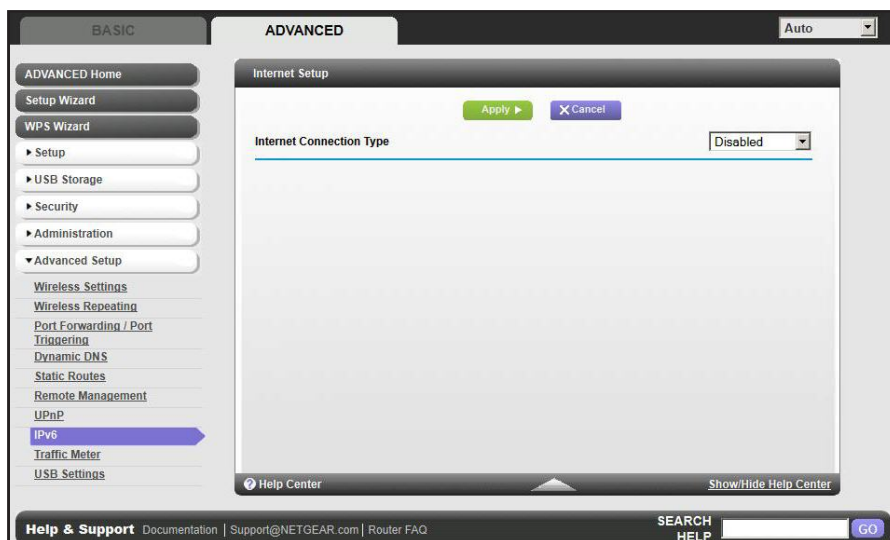 BASIC
ADVANCED
Auto
ADVANCED Home
Setup Wizard
WPS Wizard
Setup
USB Storage
Security
Administration
Advanced Setup
Wireless Settings
Wireless Repeating
Port Forwarding / Port
Triggering
Dynamic DNS
Static Routes
Remote Management
UPnP
IPv6
Traffic Meter
USB Settings
Internet Setup
Apply
Cancel
Internet Connection Type
Disabled
Help Center
Show/Hide Help Center
Help & Support Documentation | Support@NETGEAR.com | Router FAQ
SEARCH
HELP
GO